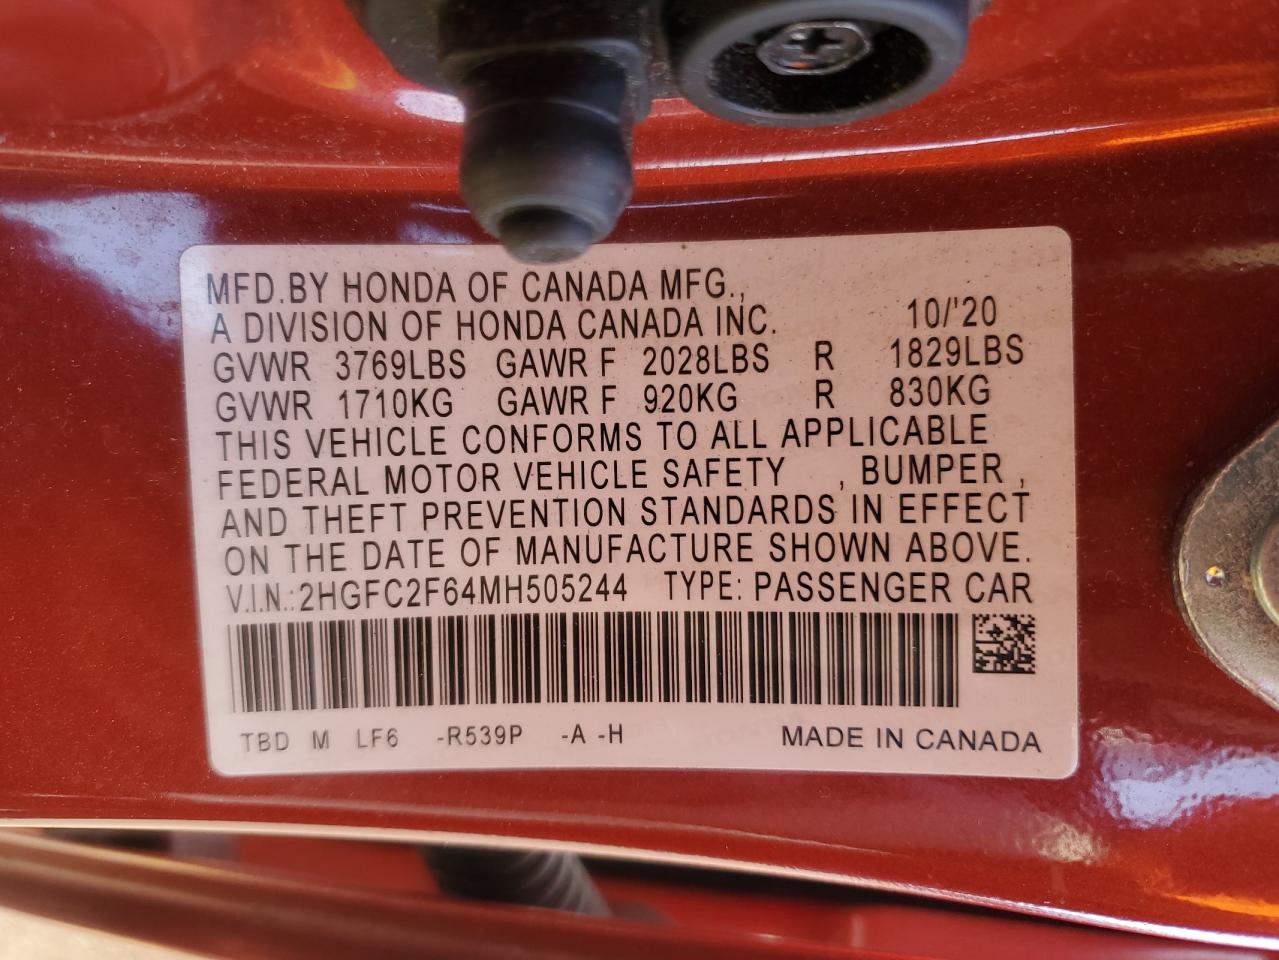 MFD.BY HONDA OF CANADA MFG.,
A DIVISION OF HONDA CANADA INC. 10/'20
GVWR 3769LBS GAWR F 2028LBS R 1829LBS
GVWR 1710KG GAWR F 920KG R 830KG
THIS VEHICLE CONFORMS TO ALL APPLICABLE
FEDERAL MOTOR VEHICLE SAFETY , BUMPER ,
AND THEFT PREVENTION STANDARDS IN EFFECT
ON THE DATE OF MANUFACTURE SHOWN ABOVE.
V.I.N.:2HGFC2F64MH505244 TYPE: PASSENGER CAR
TBD M LF6 -R539P -A -H MADE IN CANADA